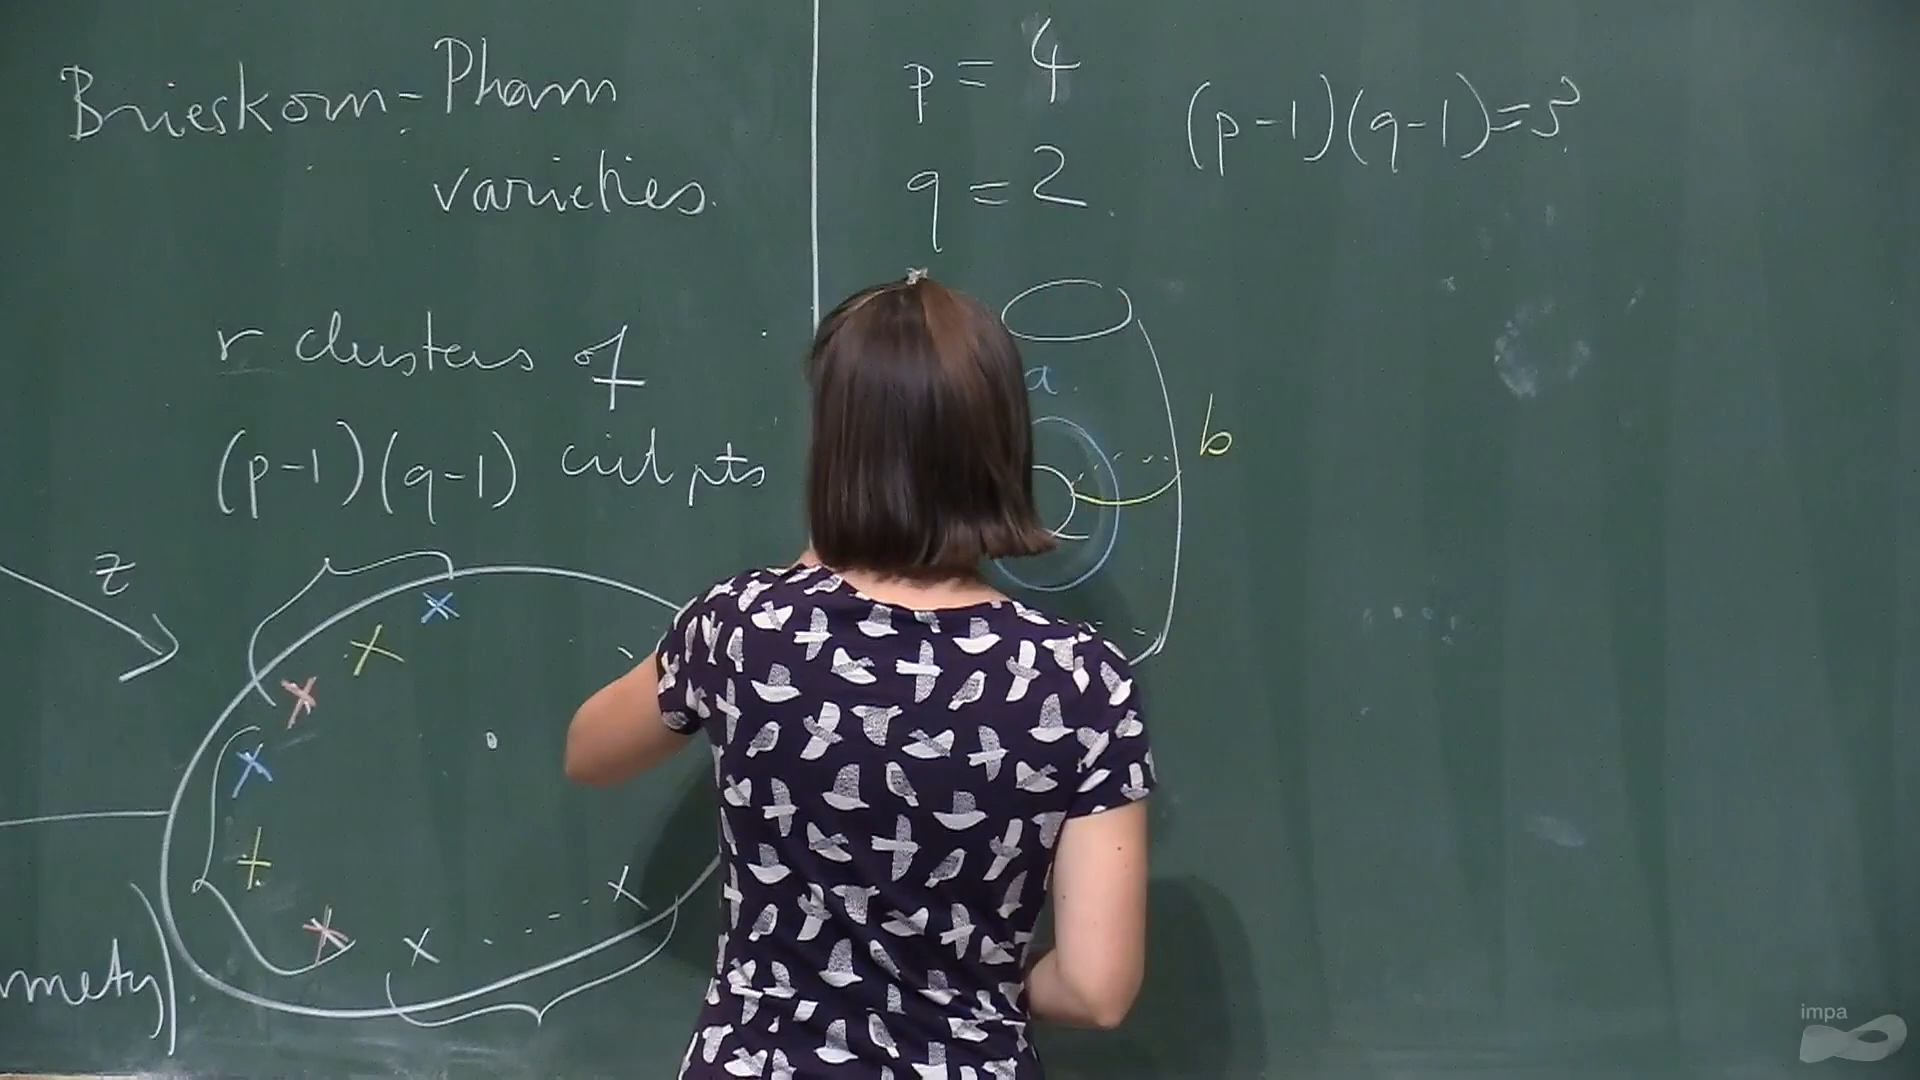 Brieskorn-Pham
varieties.
r clusters of
(p-1)(q-1) crit pts
z
p = 4
q = 2
(p-1)(q-1)=3
a
b
impa